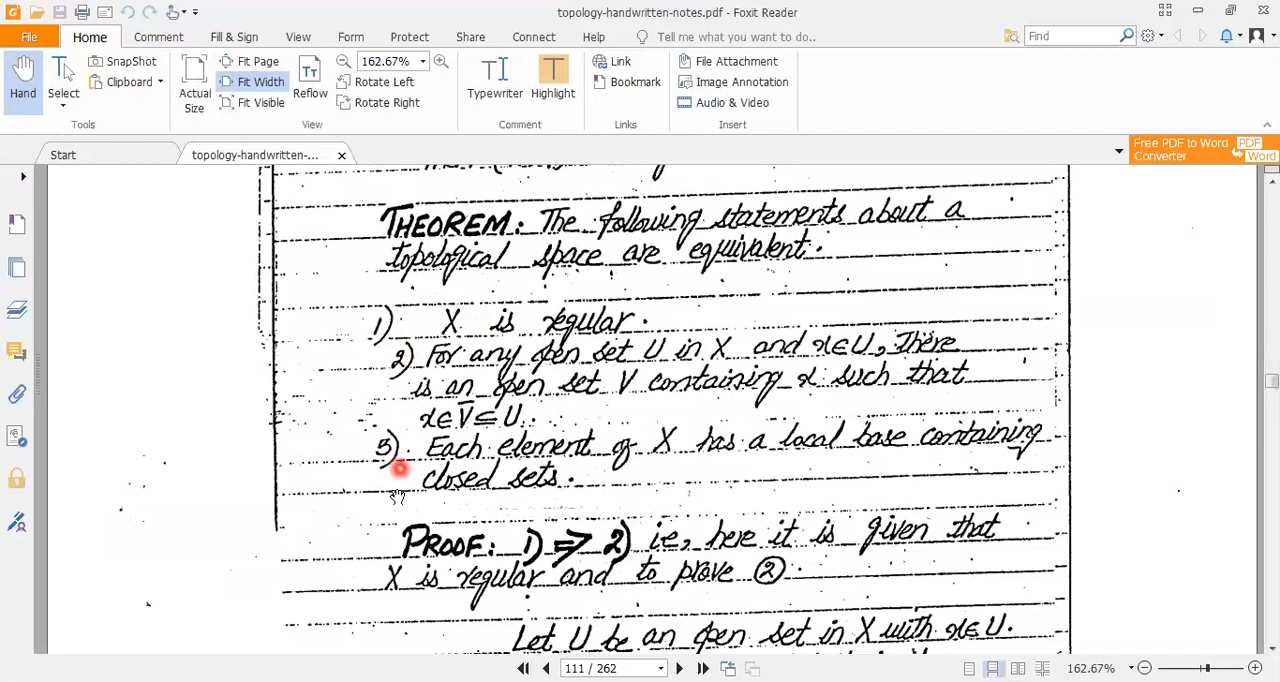 topology-handwritten-notes.pdf - Foxit Reader
File Home Comment Fill & Sign View Form Protect Share Connect Help Tell me what you want to do.. Find
Hand
Select
SnapShot
Clipboard
Tools
Actual Size
Fit Page
Fit Width
Fit Visible
Reflow
162.67%
Rotate Left
Rotate Right
View
Typewriter
Highlight
Comment
Link
Bookmark
Links
File Attachment
Image Annotation
Audio & Video
Insert
Start topology-handwritten-...
Free PDF to Word Converter
PDF
Word
THEOREM: The following statements about a
topological space are equivalent.
1) X is regular.
2) For any open set U in X and x∈U, There
is an open set V containing x such that
x∈V̅⊆U.
3). Each element of X has a local base containing
closed sets.
PROOF: 1) ⇒ 2) i.e, here it is given that
X is regular and to prove ②.
Let U be an open set in X with x∈U.
111 / 262
162.67%